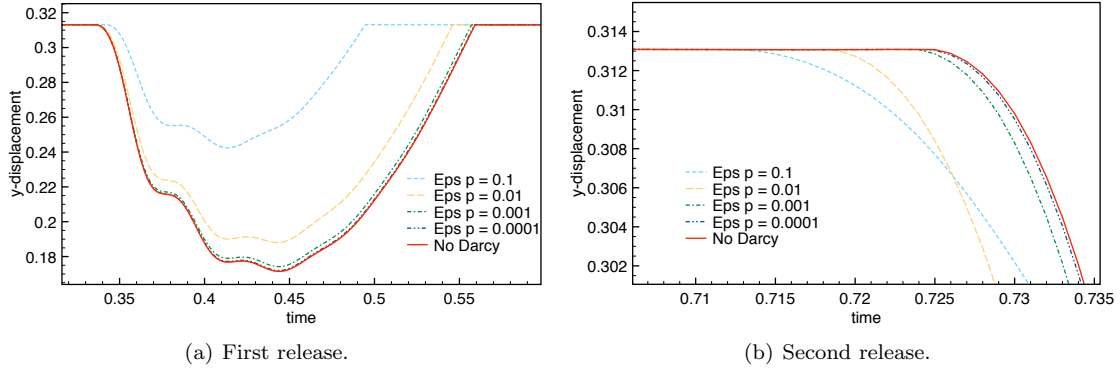 0.32
0.3
0.28
0.26
0.24
0.22
0.2
0.18
y-displacement
0.35
0.4
0.45
0.5
0.55
time
Eps p = 0.1
Eps p = 0.01
Eps p = 0.001
Eps p = 0.0001
No Darcy
(a) First release.
0.314
0.312
0.31
0.308
0.306
0.304
0.302
y-displacement
0.71
0.715
0.72
0.725
0.73
0.735
time
Eps p = 0.1
Eps p = 0.01
Eps p = 0.001
Eps p = 0.0001
No Darcy
(b) Second release.